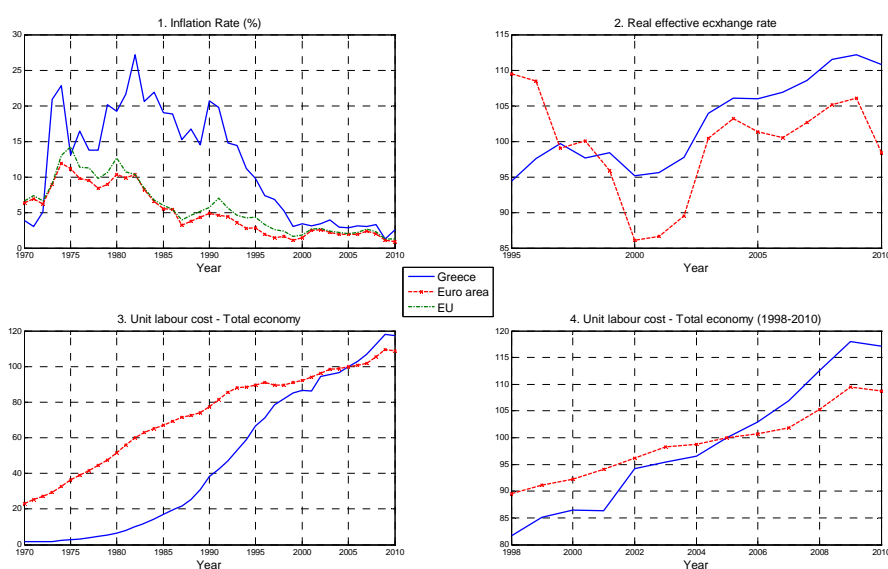 1. Inflation Rate (%)
30
25
20
15
10
5
0
1970 1975 1980 1985 1990 1995 2000 2005 2010
Year
2. Real effective ecxhange rate
115
110
105
100
95
90
85
1995 2000 2005 2010
Year
Greece
Euro area
EU
3. Unit labour cost - Total economy
120
100
80
60
40
20
0
1970 1975 1980 1985 1990 1995 2000 2005 2010
Year
4. Unit labour cost - Total economy (1998-2010)
120
115
110
105
100
95
90
85
80
1998 2000 2002 2004 2006 2008 2010
Year